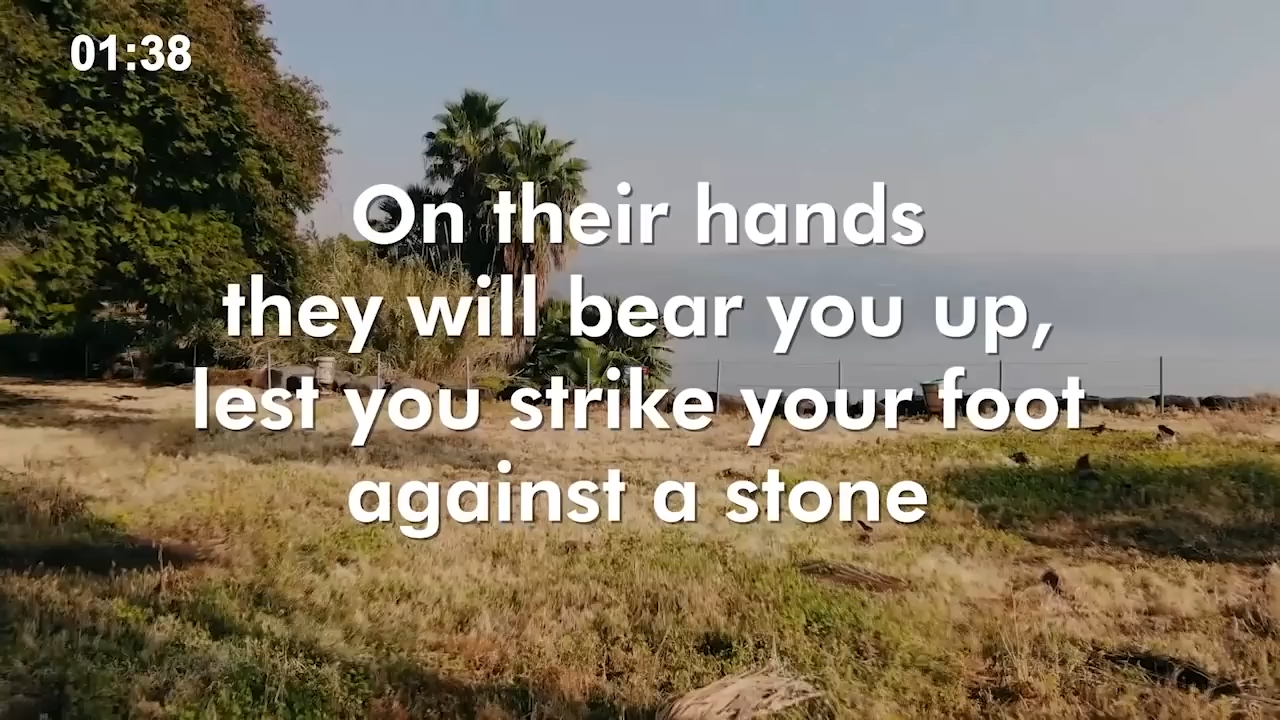 01:38
On their hands
they will bear you up,
lest you strike your foot
against a stone